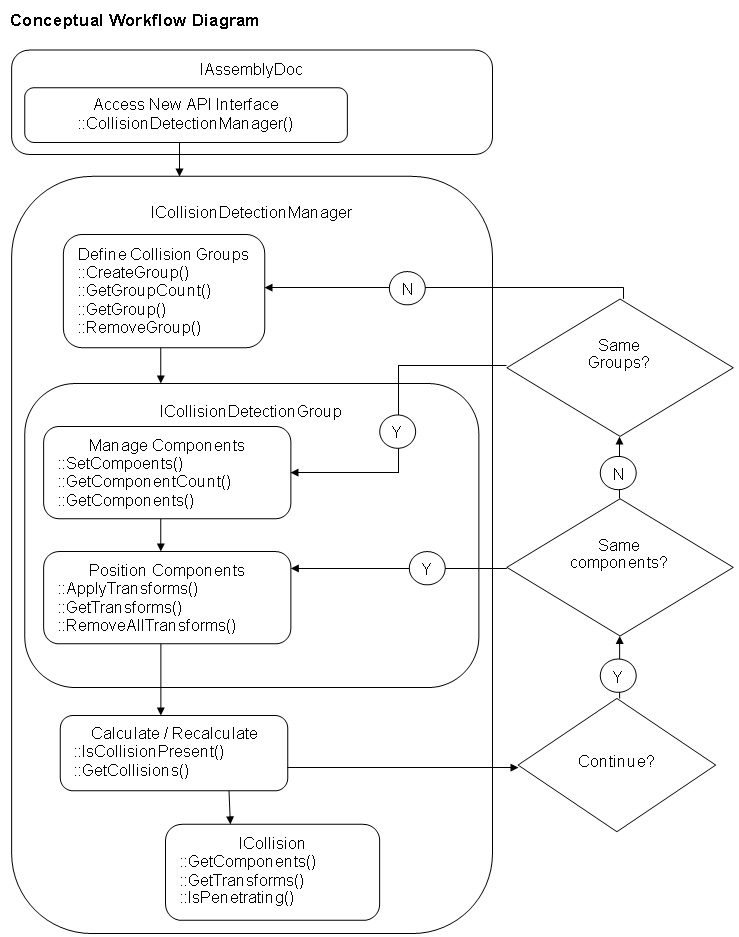 Conceptual Workflow Diagram
IAssemblyDoc
Access New API Interface
::CollisionDetectionManager()
ICollisionDetectionManager
Define Collision Groups
::CreateGroup()
::GetGroupCount()
::GetGroup()
::RemoveGroup()
N
Same
Groups?
ICollisionDetectionGroup
Y
Manage Components
::SetCompoents()
::GetComponentCount()
::GetComponents()
N
Same
components?
Y
Position Components
::ApplyTransforms()
::GetTransforms()
::RemoveAllTransforms()
Y
Calculate / Recalculate
::IsCollisionPresent()
::GetCollisions()
Continue?
ICollision
::GetComponents()
::GetTransforms()
::IsPenetrating()